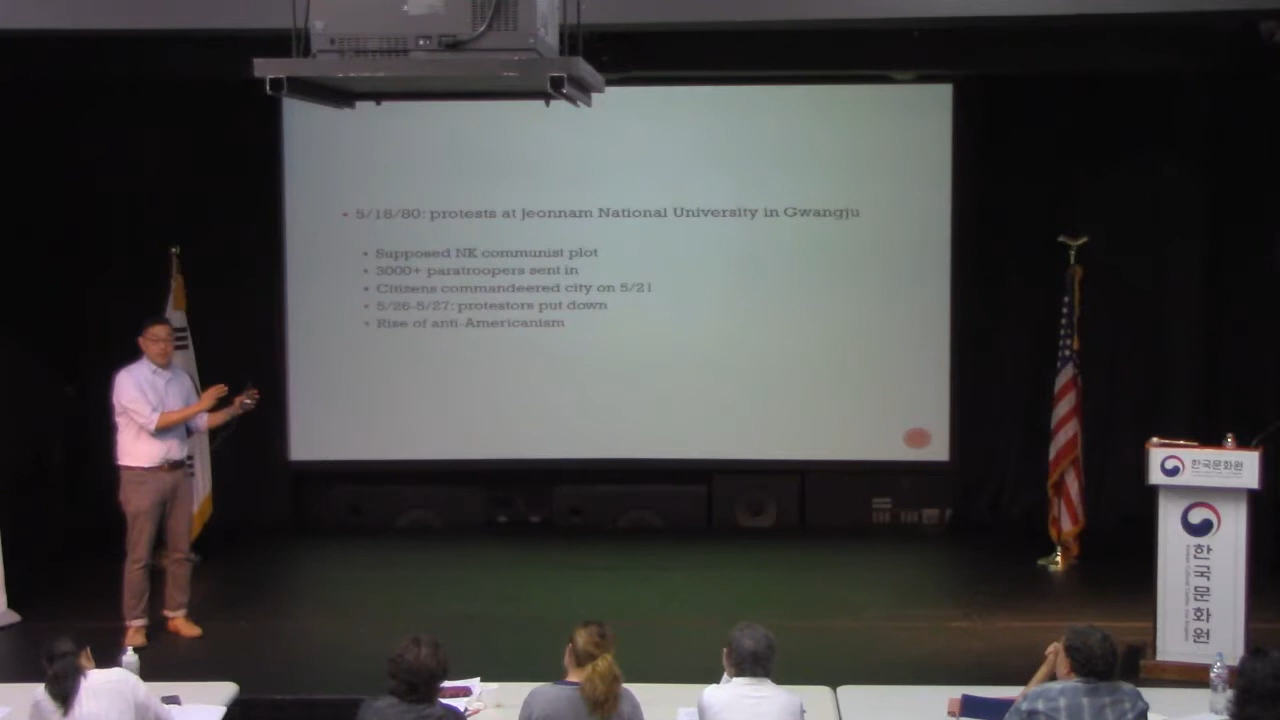 5/18/80: protests at Jeonnam National University in Gwangju
Supposed NK communist plot
3000+ paratroopers sent in
Citizens commandeered city on 5/21
5/26-5/27: protestors put down
Rise of anti-Americanism
한국문화원
한국문화원